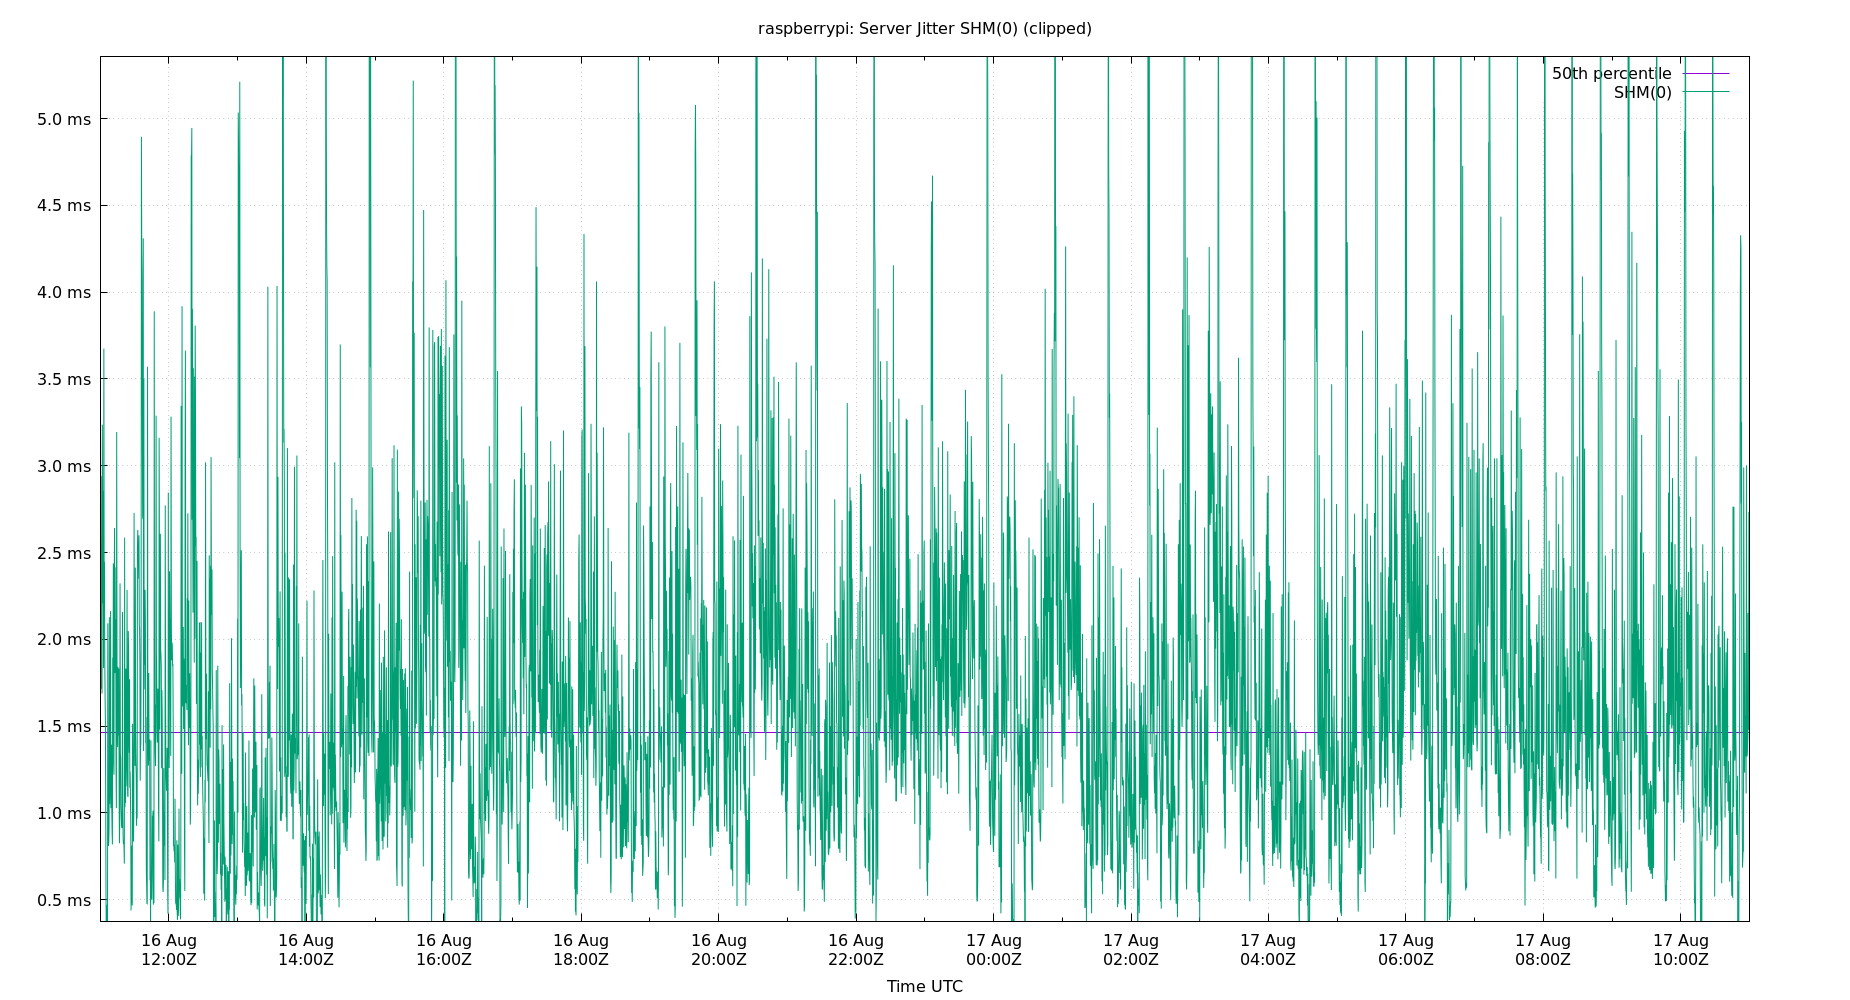 raspberrypi: Server Jitter SHM(0) (clipped)
50th percentile
SHM(0)
5.0 ms
4.5 ms
4.0 ms
3.5 ms
3.0 ms
2.5 ms
2.0 ms
1.5 ms
1.0 ms
0.5 ms
16 Aug 16 Aug 16 Aug 16 Aug 16 Aug 16 Aug 17 Aug 17 Aug 17 Aug 17 Aug 17 Aug 17 Aug
12:00Z 14:00Z 16:00Z 18:00Z 20:00Z 22:00Z 00:00Z 02:00Z 04:00Z 06:00Z 08:00Z 10:00Z
Time UTC